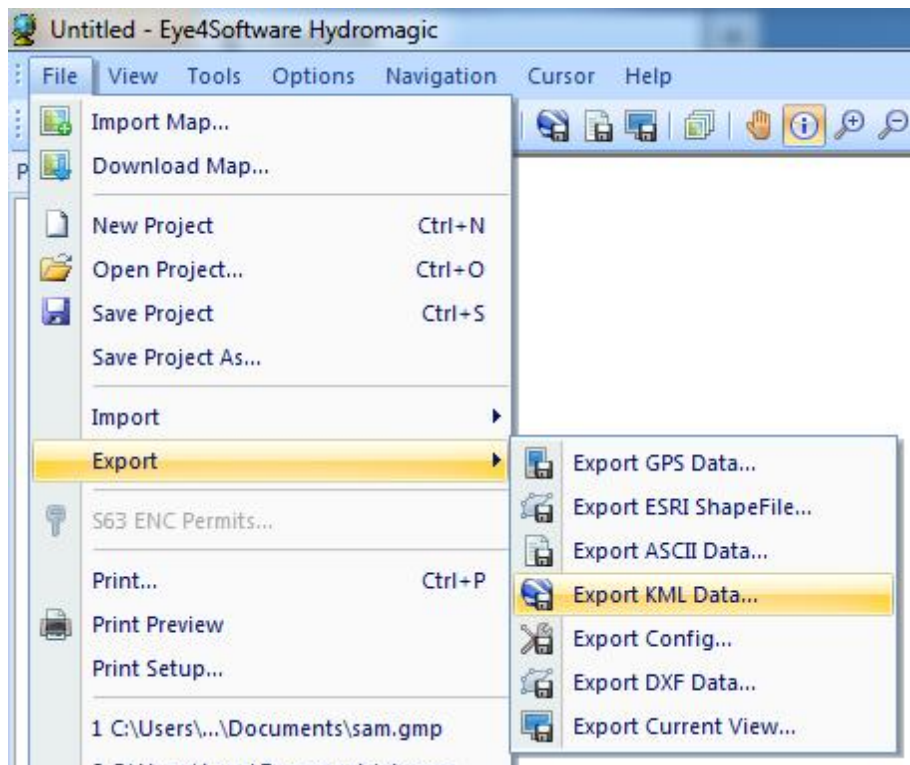 Untitled - Eye4Software Hydromagic
File View Tools Options Navigation Cursor Help
Import Map...
Download Map...
New Project Ctrl+N
Open Project... Ctrl+O
Save Project Ctrl+S
Save Project As...
Import
Export
Export GPS Data...
Export ESRI ShapeFile...
Export ASCII Data...
Export KML Data...
Export Config...
Export DXF Data...
Export Current View...
S63 ENC Permits...
Print... Ctrl+P
Print Preview
Print Setup...
1 C:\Users\...\Documents\sam.gmp